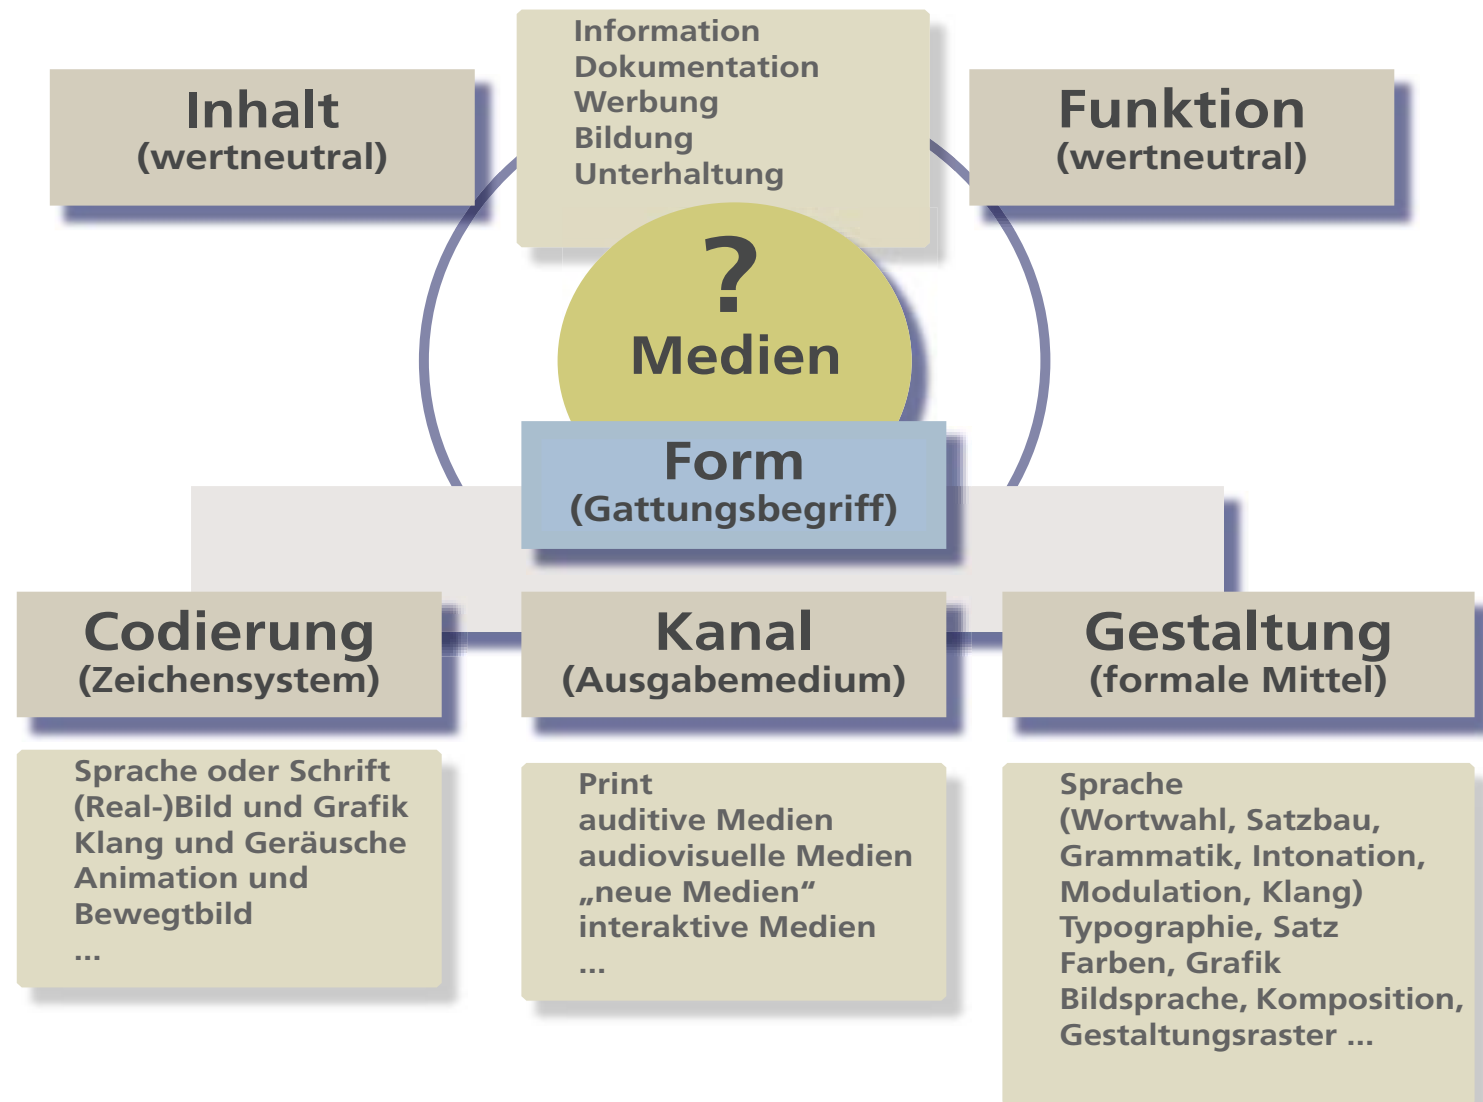 Information
Dokumentation
Werbung
Bildung
Unterhaltung
Inhalt
(wertneutral)
Funktion
(wertneutral)
?
Medien
Form
(Gattungsbegriff)
Codierung
(Zeichensystem)
Kanal
(Ausgabemedium)
Gestaltung
(formale Mittel)
Sprache oder Schrift
(Real-)Bild und Grafik
Klang und Geräusche
Animation und
Bewegtbild
...
Print
auditive Medien
audiovisuelle Medien
„neue Medien“
interaktive Medien
...
Sprache
(Wortwahl, Satzbau,
Grammatik, Intonation,
Modulation, Klang)
Typographie, Satz
Farben, Grafik
Bildsprache, Komposition,
Gestaltungsraster ...